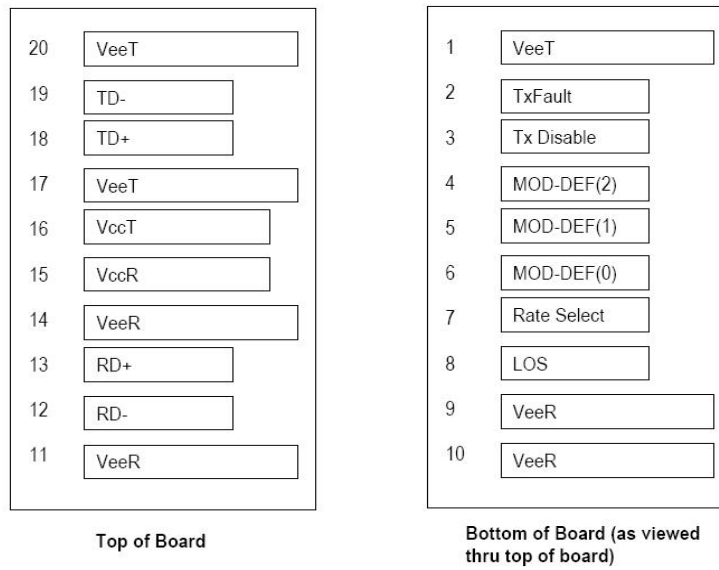 20 VeeT
19 TD-
18 TD+
17 VeeT
16 VccT
15 VccR
14 VeeR
13 RD+
12 RD-
11 VeeR
Top of Board
1 VeeT
2 TxFault
3 Tx Disable
4 MOD-DEF(2)
5 MOD-DEF(1)
6 MOD-DEF(0)
7 Rate Select
8 LOS
9 VeeR
10 VeeR
Bottom of Board (as viewed
thru top of board)